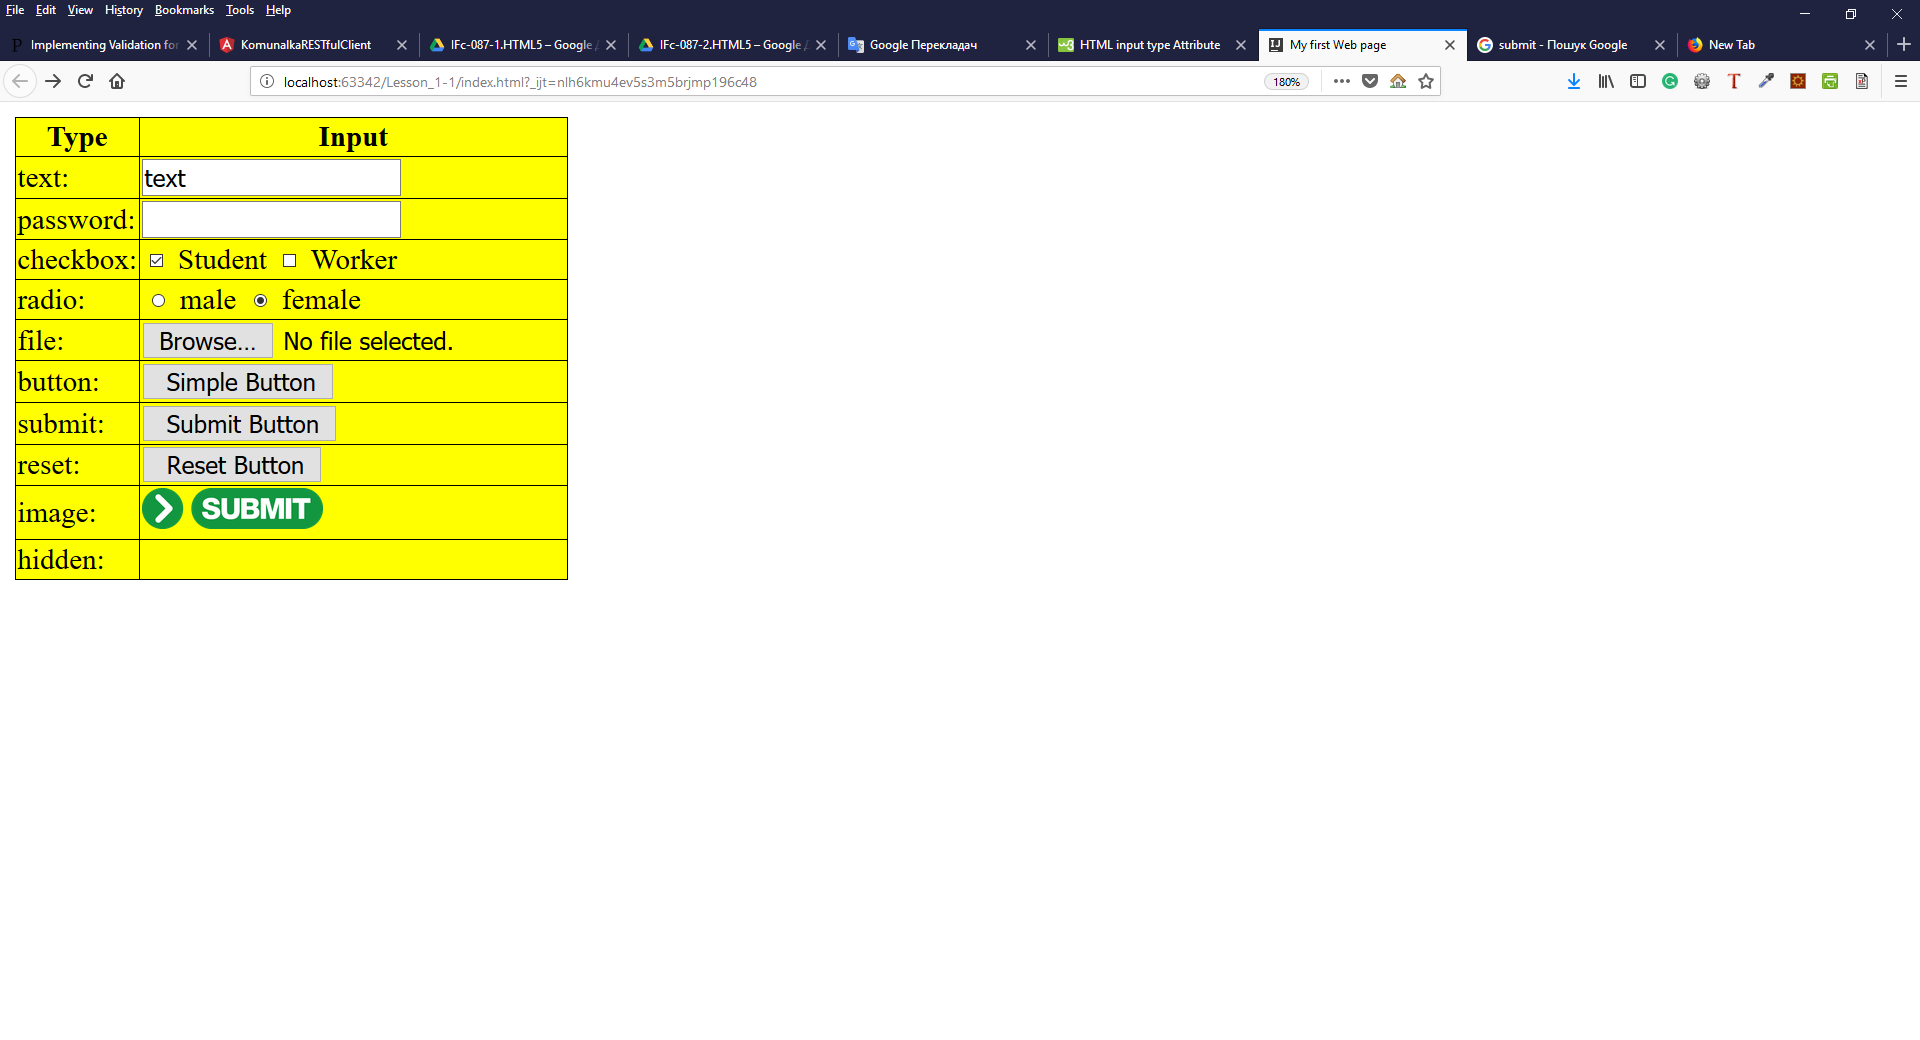 File Edit View History Bookmarks Tools Help
Implementing Validation for KomunalkaRESTfulClient IFc-087-1.HTML5 – Google IFc-087-2.HTML5 – Google Google Перекладач HTML input type Attribute My first Web page submit - Пошук Google New Tab
localhost:63342/Lesson_1-1/index.html?_ijt=nlh6kmu4ev5s3m5brjmp196c48 180%
Type Input
text: text
password:
checkbox: Student Worker
radio: male female
file: Browse... No file selected.
button: Simple Button
submit: Submit Button
reset: Reset Button
image: SUBMIT
hidden: